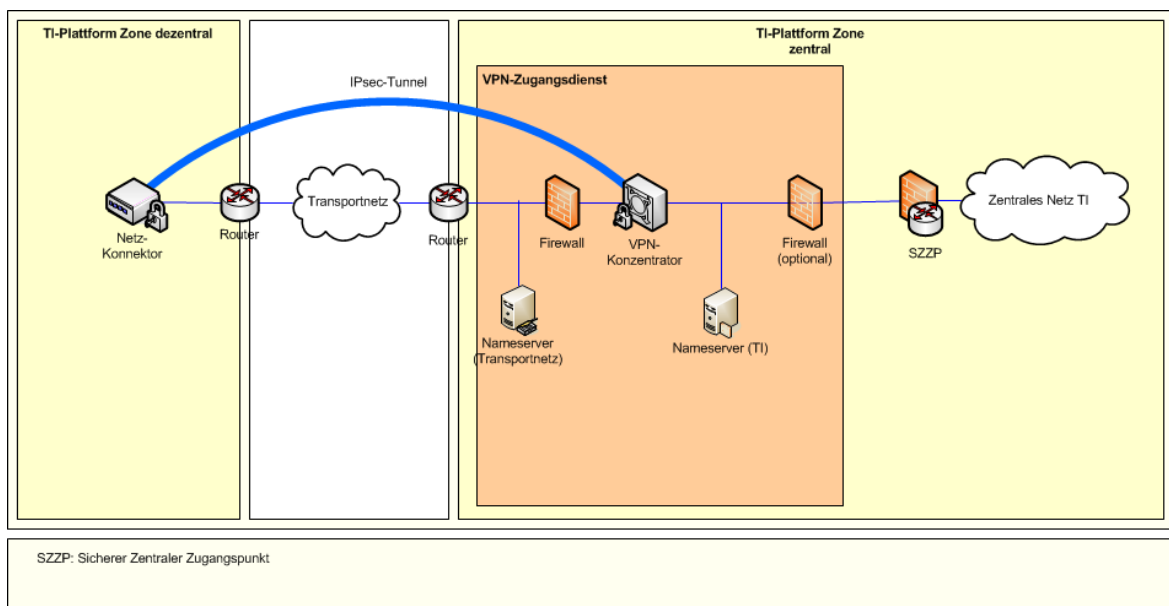 TI-Plattform Zone dezentral
TI-Plattform Zone
zentral
VPN-Zugangsdienst
IPsec-Tunnel
Netz-
Konnektor
Router
Transportnetz
Router
Firewall
VPN-
Konzentrator
Firewall
(optional)
SZZP
Zentrales Netz TI
Nameserver
(Transportnetz)
Nameserver (TI)
SZZP: Sicherer Zentraler Zugangspunkt